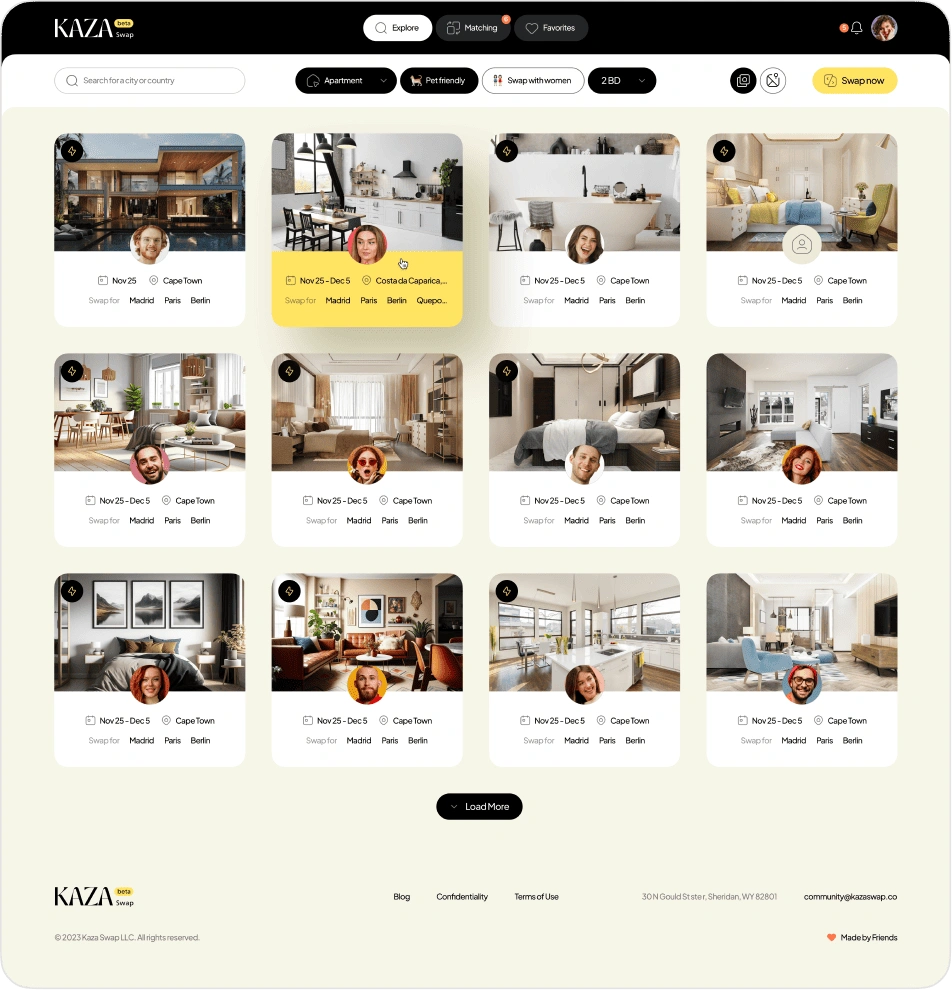 KAZA beta Swap
Explore
Matching 6
Favorites
5
Search for a city or country
Apartment
Pet friendly
Swap with women
2 BD
Swap now
Nov 25 Cape Town
Swap for Madrid Paris Berlin
Nov 25 - Dec 5 Costa da Caparica,...
Swap for Madrid Paris Berlin Quepo...
Nov 25 - Dec 5 Cape Town
Swap for Madrid Paris Berlin
Nov 25 - Dec 5 Cape Town
Swap for Madrid Paris Berlin
Nov 25 - Dec 5 Cape Town
Swap for Madrid Paris Berlin
Nov 25 - Dec 5 Cape Town
Swap for Madrid Paris Berlin
Nov 25 - Dec 5 Cape Town
Swap for Madrid Paris Berlin
Nov 25 - Dec 5 Cape Town
Swap for Madrid Paris Berlin
Nov 25 - Dec 5 Cape Town
Swap for Madrid Paris Berlin
Nov 25 - Dec 5 Cape Town
Swap for Madrid Paris Berlin
Nov 25 - Dec 5 Cape Town
Swap for Madrid Paris Berlin
Nov 25 - Dec 5 Cape Town
Swap for Madrid Paris Berlin
Load More
KAZA beta Swap
Blog
Confidentiality
Terms of Use
30 N Gould Ster, Sheridan, WY 82801
community@kazaswap.co
© 2023 Kaza Swap LLC. All rights reserved.
Made by Friends